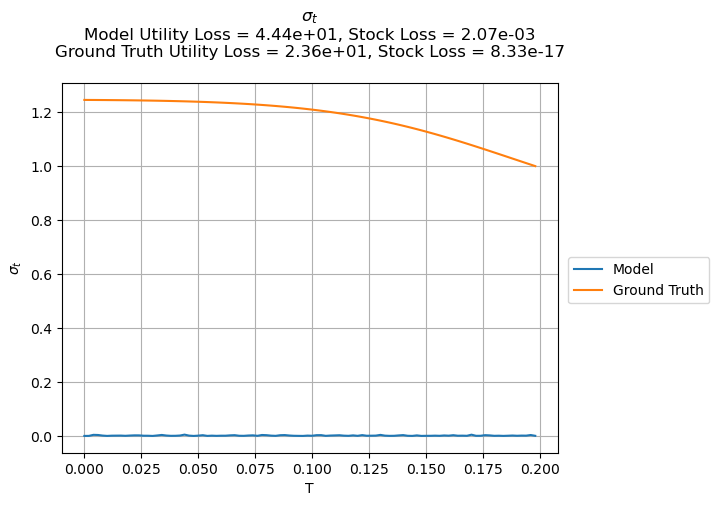 σt
Model Utility Loss = 4.44e+01, Stock Loss = 2.07e-03
Ground Truth Utility Loss = 2.36e+01, Stock Loss = 8.33e-17
1.2
1.0
0.8
0.6
0.4
0.2
0.0
σt
0.000 0.025 0.050 0.075 0.100 0.125 0.150 0.175 0.200
T
Model
Ground Truth